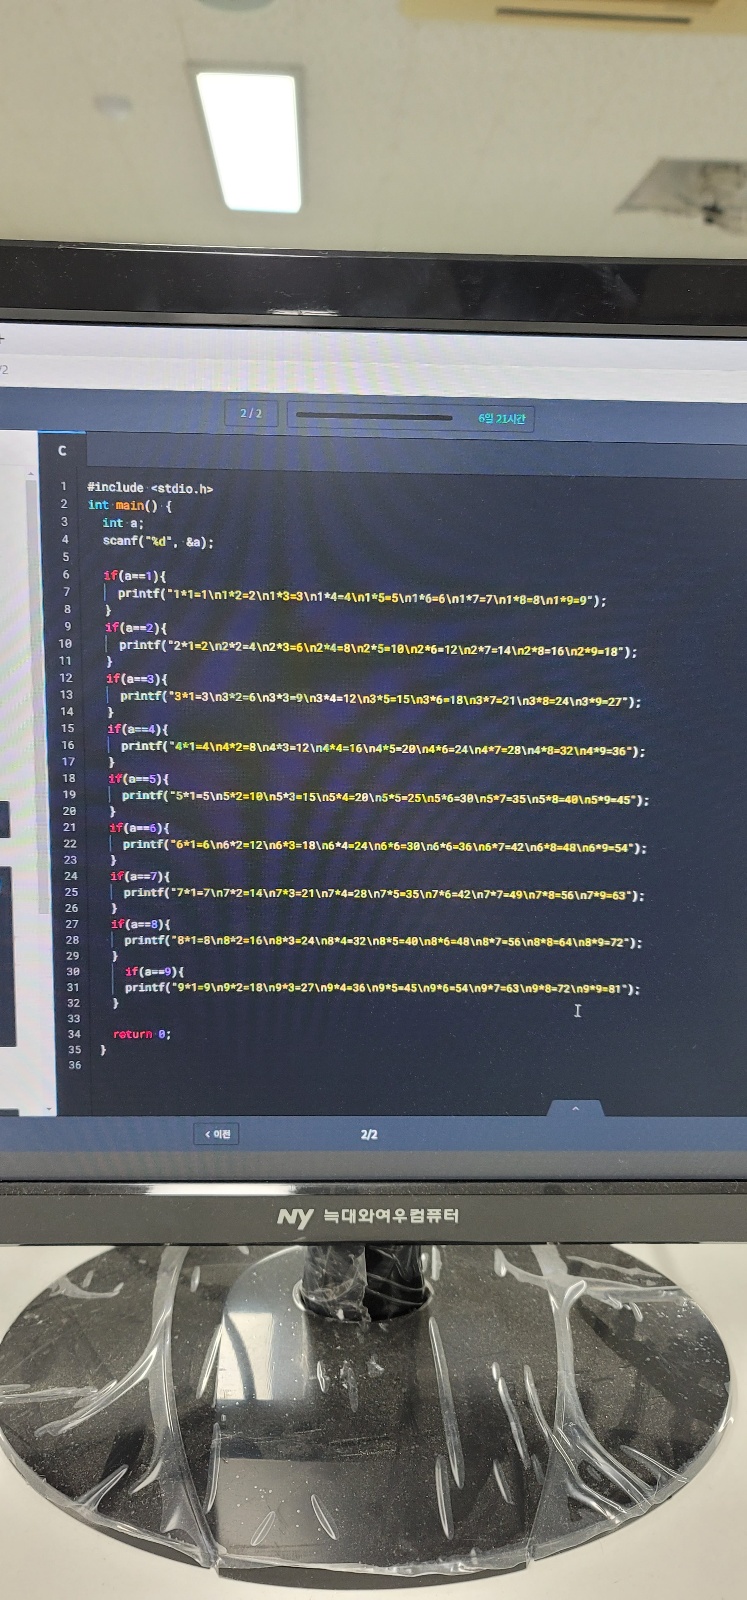 /2
2 / 2
6일 21시간
C
1 #include <stdio.h>
2 int main() {
3 int a;
4 scanf("%d", &a);
5
6 if(a==1){
7 printf("1*1=1\n1*2=2\n1*3=3\n1*4=4\n1*5=5\n1*6=6\n1*7=7\n1*8=8\n1*9=9");
8 }
9 if(a==2){
10 printf("2*1=2\n2*2=4\n2*3=6\n2*4=8\n2*5=10\n2*6=12\n2*7=14\n2*8=16\n2*9=18");
11 }
12 if(a==3){
13 printf("3*1=3\n3*2=6\n3*3=9\n3*4=12\n3*5=15\n3*6=18\n3*7=21\n3*8=24\n3*9=27");
14 }
15 if(a==4){
16 printf("4*1=4\n4*2=8\n4*3=12\n4*4=16\n4*5=20\n4*6=24\n4*7=28\n4*8=32\n4*9=36");
17 }
18 if(a==5){
19 printf("5*1=5\n5*2=10\n5*3=15\n5*4=20\n5*5=25\n5*6=30\n5*7=35\n5*8=40\n5*9=45");
20 }
21 if(a==6){
22 printf("6*1=6\n6*2=12\n6*3=18\n6*4=24\n6*6=30\n6*6=36\n6*7=42\n6*8=48\n6*9=54");
23 }
24 if(a==7){
25 printf("7*1=7\n7*2=14\n7*3=21\n7*4=28\n7*5=35\n7*6=42\n7*7=49\n7*8=56\n7*9=63");
26 }
27 if(a==8){
28 printf("8*1=8\n8*2=16\n8*3=24\n8*4=32\n8*5=40\n8*6=48\n8*7=56\n8*8=64\n8*9=72");
29 }
30 if(a==9){
31 printf("9*1=9\n9*2=18\n9*3=27\n9*4=36\n9*5=45\n9*6=54\n9*7=63\n9*8=72\n9*9=81");
32 }
33
34 return 0;
35 }
36
< 이전
2/2
NY 늑대와여우컴퓨터